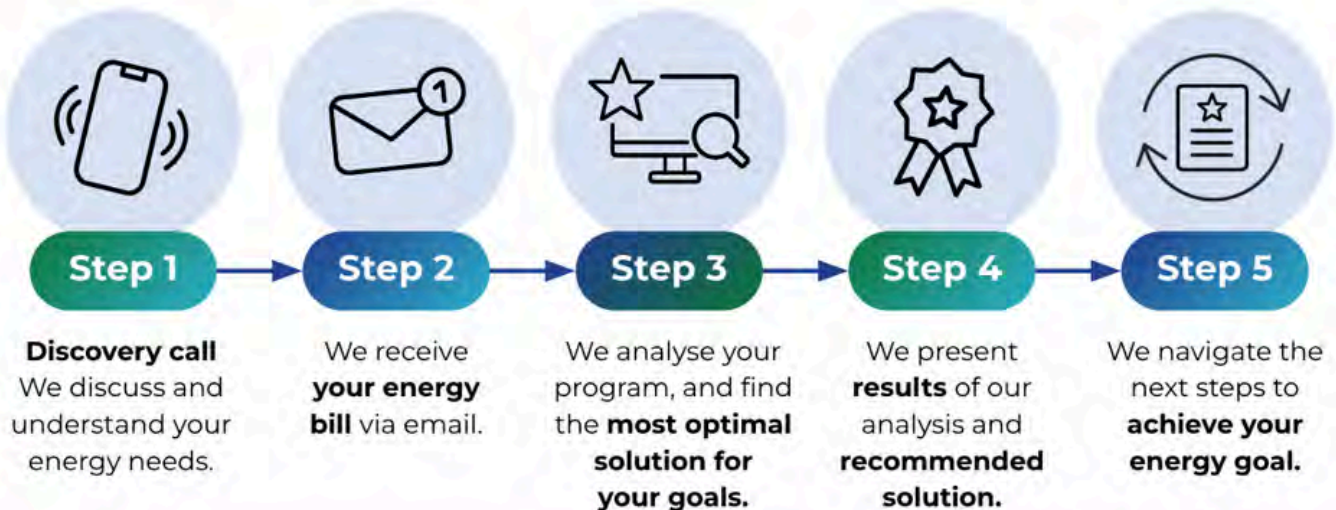 1
Step 1
Step 2
Step 3
Step 4
Step 5
Discovery call
We discuss and
understand your
energy needs.
We receive
your energy
bill via email.
We analyse your
program, and find
the most optimal
solution for
your goals.
We present
results of our
analysis and
recommended
solution.
We navigate the
next steps to
achieve your
energy goal.